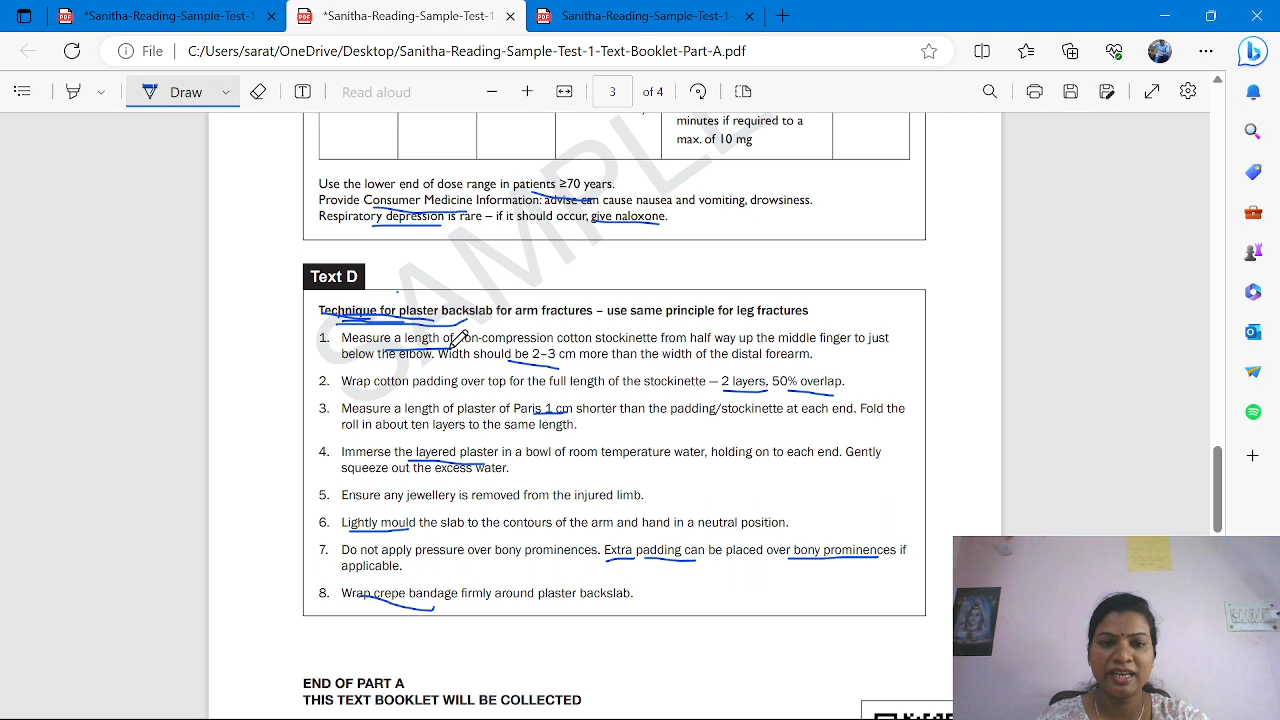 *Sanitha-Reading-Sample-Test-1
*Sanitha-Reading-Sample-Test-1-
Sanitha-Reading-Sample-Test-1-
File
C:/Users/sarat/OneDrive/Desktop/Sanitha-Reading-Sample-Test-1-Text-Booklet-Part-A.pdf
Draw
Read aloud
3
of 4
minutes if required to a
max. of 10 mg
Use the lower end of dose range in patients ≥70 years.
Provide Consumer Medicine Information: advise can cause nausea and vomiting, drowsiness.
Respiratory depression is rare – if it should occur, give naloxone.
SAMPLE
Text D
Technique for plaster backslab for arm fractures – use same principle for leg fractures
1. Measure a length of on-compression cotton stockinette from half way up the middle finger to just
below the elbow. Width should be 2–3 cm more than the width of the distal forearm.
2. Wrap cotton padding over top for the full length of the stockinette — 2 layers, 50% overlap.
3. Measure a length of plaster of Paris 1 cm shorter than the padding/stockinette at each end. Fold the
roll in about ten layers to the same length.
4. Immerse the layered plaster in a bowl of room temperature water, holding on to each end. Gently
squeeze out the excess water.
5. Ensure any jewellery is removed from the injured limb.
6. Lightly mould the slab to the contours of the arm and hand in a neutral position.
7. Do not apply pressure over bony prominences. Extra padding can be placed over bony prominences if
applicable.
8. Wrap crepe bandage firmly around plaster backslab.
END OF PART A
THIS TEXT BOOKLET WILL BE COLLECTED